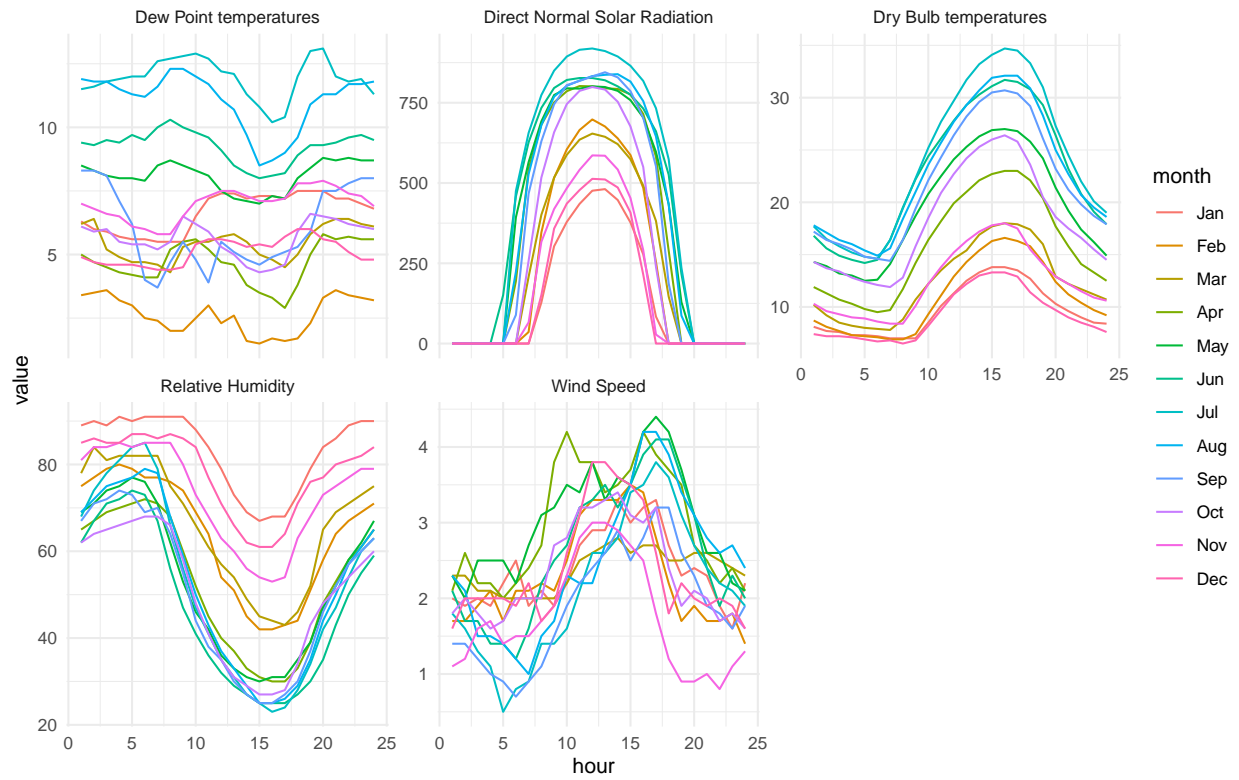 Dew Point temperatures
Direct Normal Solar Radiation
Dry Bulb temperatures
10
5
750
500
250
0
30
20
10
0 5 10 15 20 25
Relative Humidity
Wind Speed
80
60
40
20
4
3
2
1
0 5 10 15 20 25
0 5 10 15 20 25
value
hour
month
Jan
Feb
Mar
Apr
May
Jun
Jul
Aug
Sep
Oct
Nov
Dec